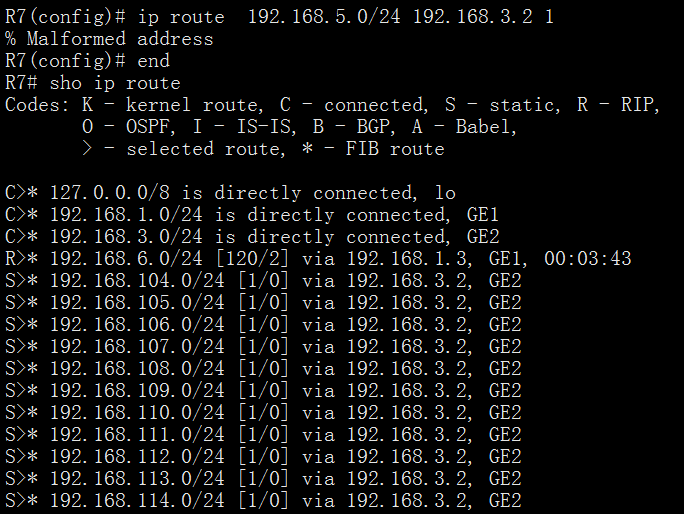 R7(config)# ip route  192.168.5.0/24 192.168.3.2 1
% Malformed address
R7(config)# end
R7# sho ip route
Codes: K - kernel route, C - connected, S - static, R - RIP,
       O - OSPF, I - IS-IS, B - BGP, A - Babel,
       > - selected route, * - FIB route

C>* 127.0.0.0/8 is directly connected, lo
C>* 192.168.1.0/24 is directly connected, GE1
C>* 192.168.3.0/24 is directly connected, GE2
R>* 192.168.6.0/24 [120/2] via 192.168.1.3, GE1, 00:03:43
S>* 192.168.104.0/24 [1/0] via 192.168.3.2, GE2
S>* 192.168.105.0/24 [1/0] via 192.168.3.2, GE2
S>* 192.168.106.0/24 [1/0] via 192.168.3.2, GE2
S>* 192.168.107.0/24 [1/0] via 192.168.3.2, GE2
S>* 192.168.108.0/24 [1/0] via 192.168.3.2, GE2
S>* 192.168.109.0/24 [1/0] via 192.168.3.2, GE2
S>* 192.168.110.0/24 [1/0] via 192.168.3.2, GE2
S>* 192.168.111.0/24 [1/0] via 192.168.3.2, GE2
S>* 192.168.112.0/24 [1/0] via 192.168.3.2, GE2
S>* 192.168.113.0/24 [1/0] via 192.168.3.2, GE2
S>* 192.168.114.0/24 [1/0] via 192.168.3.2, GE2